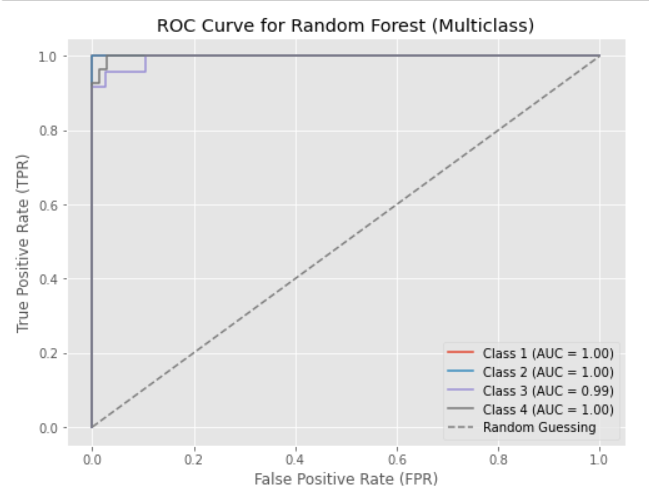 ROC Curve for Random Forest (Multiclass)
1.0
0.8
0.6
0.4
0.2
0.0
True Positive Rate (TPR)
Class 1 (AUC = 1.00)
Class 2 (AUC = 1.00)
Class 3 (AUC = 0.99)
Class 4 (AUC = 1.00)
Random Guessing
0.0 0.2 0.4 0.6 0.8 1.0
False Positive Rate (FPR)